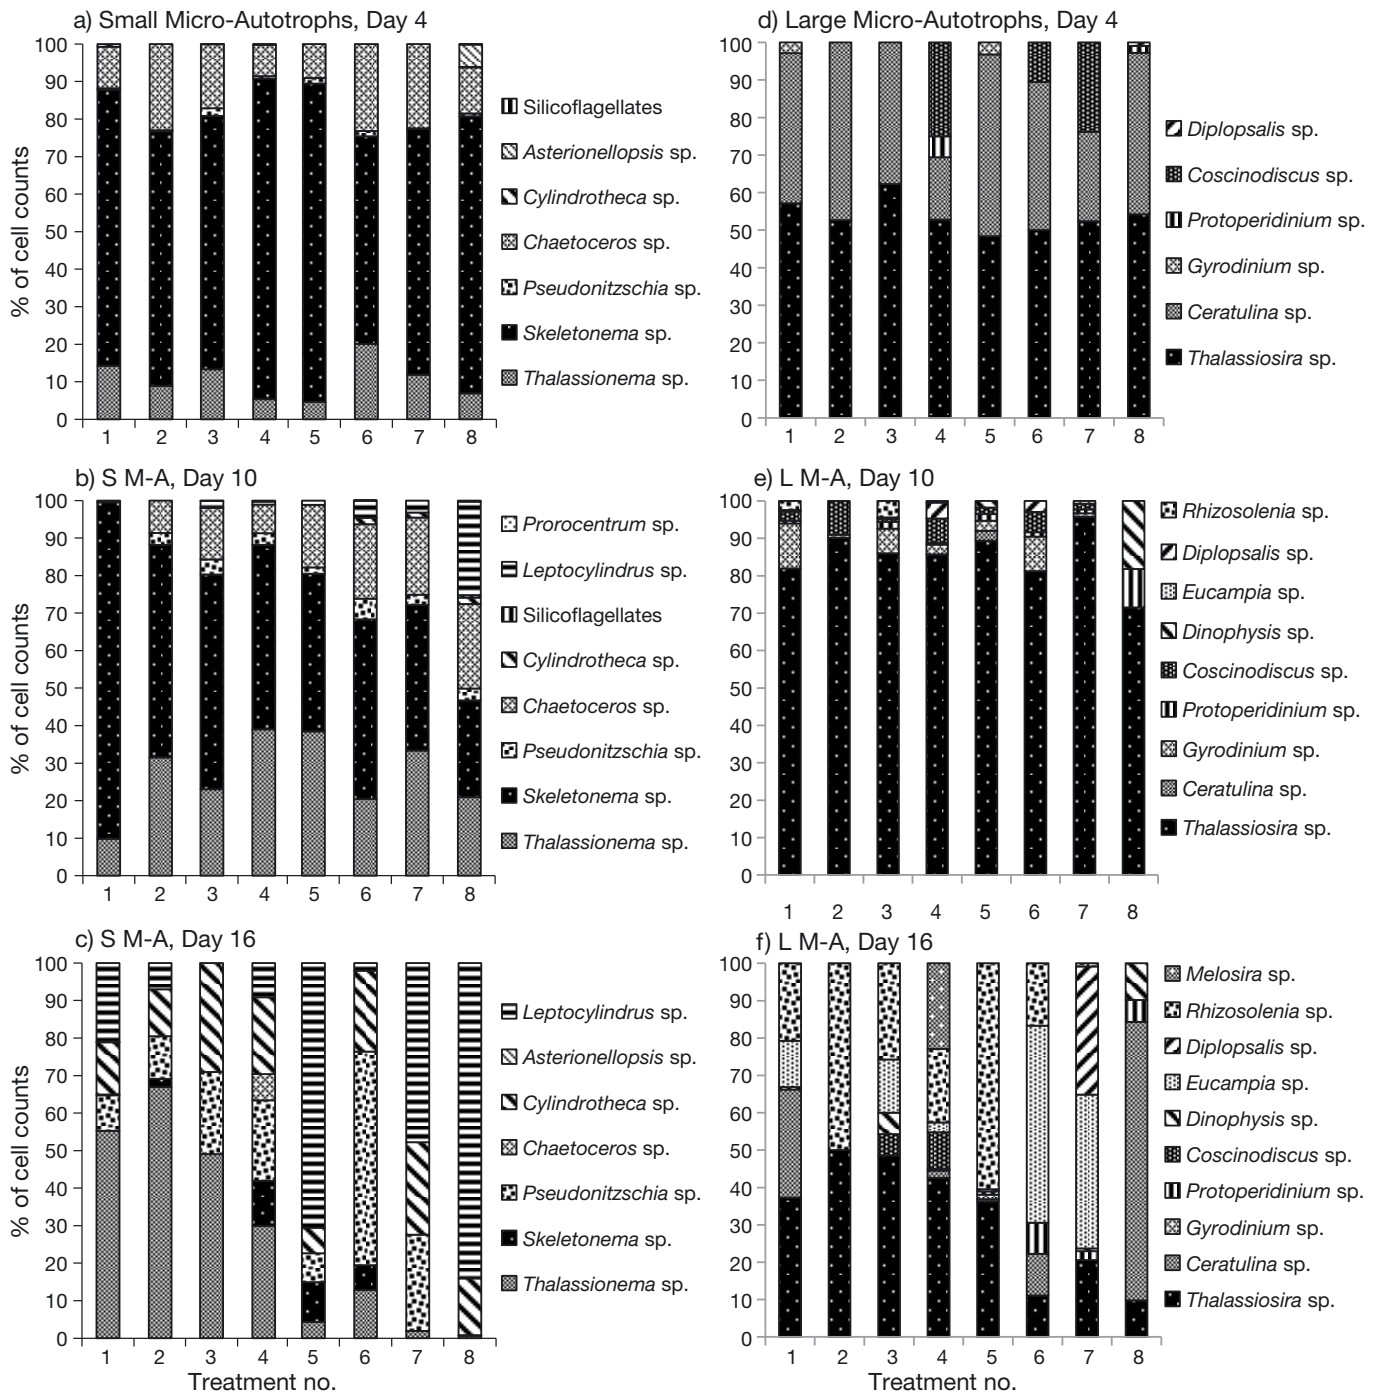 a) Small Micro-Autotrophs, Day 4
% of cell counts
100
90
80
70
60
50
40
30
20
10
0
1 2 3 4 5 6 7 8
Silicoflagellates
Asterionellopsis sp.
Cylindrotheca sp.
Chaetoceros sp.
Pseudonitzschia sp.
Skeletonema sp.
Thalassionema sp.
d) Large Micro-Autotrophs, Day 4
100
90
80
70
60
50
40
30
20
10
0
1 2 3 4 5 6 7 8
Diplopsalis sp.
Coscinodiscus sp.
Protoperidinium sp.
Gyrodinium sp.
Ceratulina sp.
Thalassiosira sp.
b) S M-A, Day 10
% of cell counts
100
90
80
70
60
50
40
30
20
10
0
1 2 3 4 5 6 7 8
Prorocentrum sp.
Leptocylindrus sp.
Silicoflagellates
Cylindrotheca sp.
Chaetoceros sp.
Pseudonitzschia sp.
Skeletonema sp.
Thalassionema sp.
e) L M-A, Day 10
100
90
80
70
60
50
40
30
20
10
0
1 2 3 4 5 6 7 8
Rhizosolenia sp.
Diplopsalis sp.
Eucampia sp.
Dinophysis sp.
Coscinodiscus sp.
Protoperidinium sp.
Gyrodinium sp.
Ceratulina sp.
Thalassiosira sp.
c) S M-A, Day 16
% of cell counts
100
90
80
70
60
50
40
30
20
10
0
1 2 3 4 5 6 7 8
Treatment no.
Leptocylindrus sp.
Asterionellopsis sp.
Cylindrotheca sp.
Chaetoceros sp.
Pseudonitzschia sp.
Skeletonema sp.
Thalassionema sp.
f) L M-A, Day 16
100
90
80
70
60
50
40
30
20
10
0
1 2 3 4 5 6 7 8
Treatment no.
Melosira sp.
Rhizosolenia sp.
Diplopsalis sp.
Eucampia sp.
Dinophysis sp.
Coscinodiscus sp.
Protoperidinium sp.
Gyrodinium sp.
Ceratulina sp.
Thalassiosira sp.